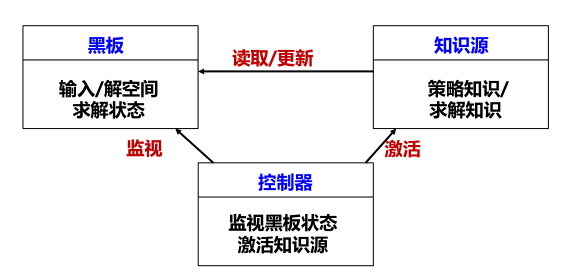 黑板
知识源
读取/更新
输入/解空间
求解状态
策略知识/
求解知识
监视
激活
控制器
监视黑板状态
激活知识源